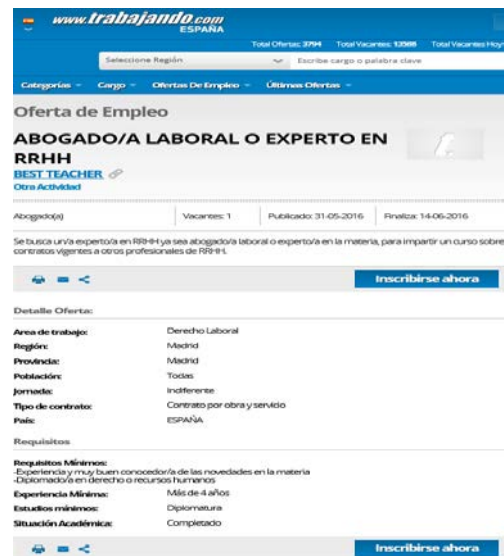 www.trabajando.com
ESPAÑA
Total Ofertas: 3794 Total Vacantes: 13566 Total Vacantes Hoy
Seleccione Región Escribe cargo o palabra clave
Categorías Cargo Ofertas De Empleo Últimas Ofertas
Oferta de Empleo
ABOGADO/A LABORAL O EXPERTO EN
RRHH
BEST TEACHER
Otra Actividad
Abogado(a) Vacantes: 1 Publicado: 31-05-2016 Finaliza: 14-06-2016
Se busca un/a experto/a en RRHH ya sea abogado/a laboral o experto/a en la materia, para impartir un curso sobre
contratos vigentes a otros profesionales de RRHH.
Inscribirse ahora
Detalle Oferta:
Area de trabajo: Derecho Laboral
Región: Madrid
Provincia: Madrid
Población: Todas
Jornada: Indiferente
Tipo de contrato: Contrato por obra y servicio
País: ESPAÑA
Requisitos
Requisitos Mínimos:
-Experiencia y muy buen conocedor/a de las novedades en la materia
-Diplomado/a en derecho o recursos humanos
Experiencia Mínima: Más de 4 años
Estudios mínimos: Diplomatura
Situación Académica: Completado
Inscribirse ahora